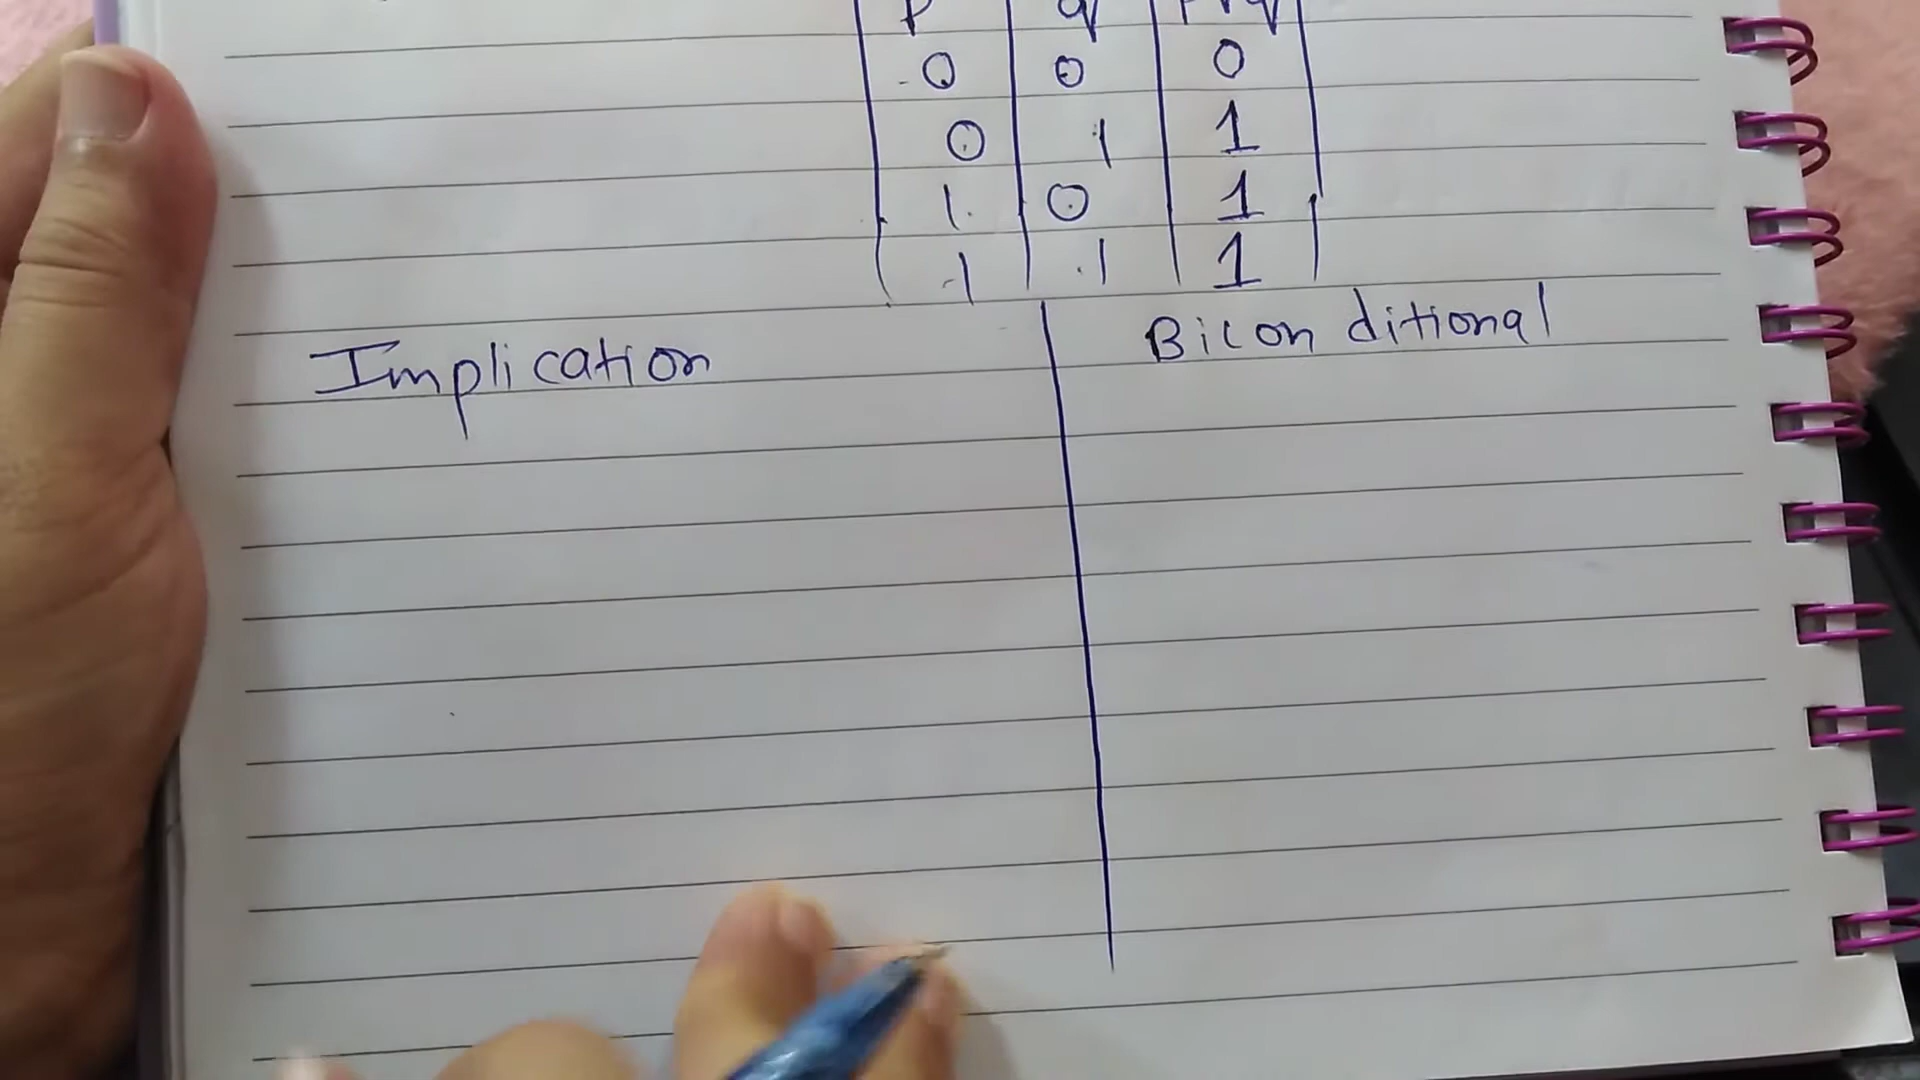 p q p v q
0 0 0
0 1 1
1 0 1
1 1 1
Implication
Biconditional